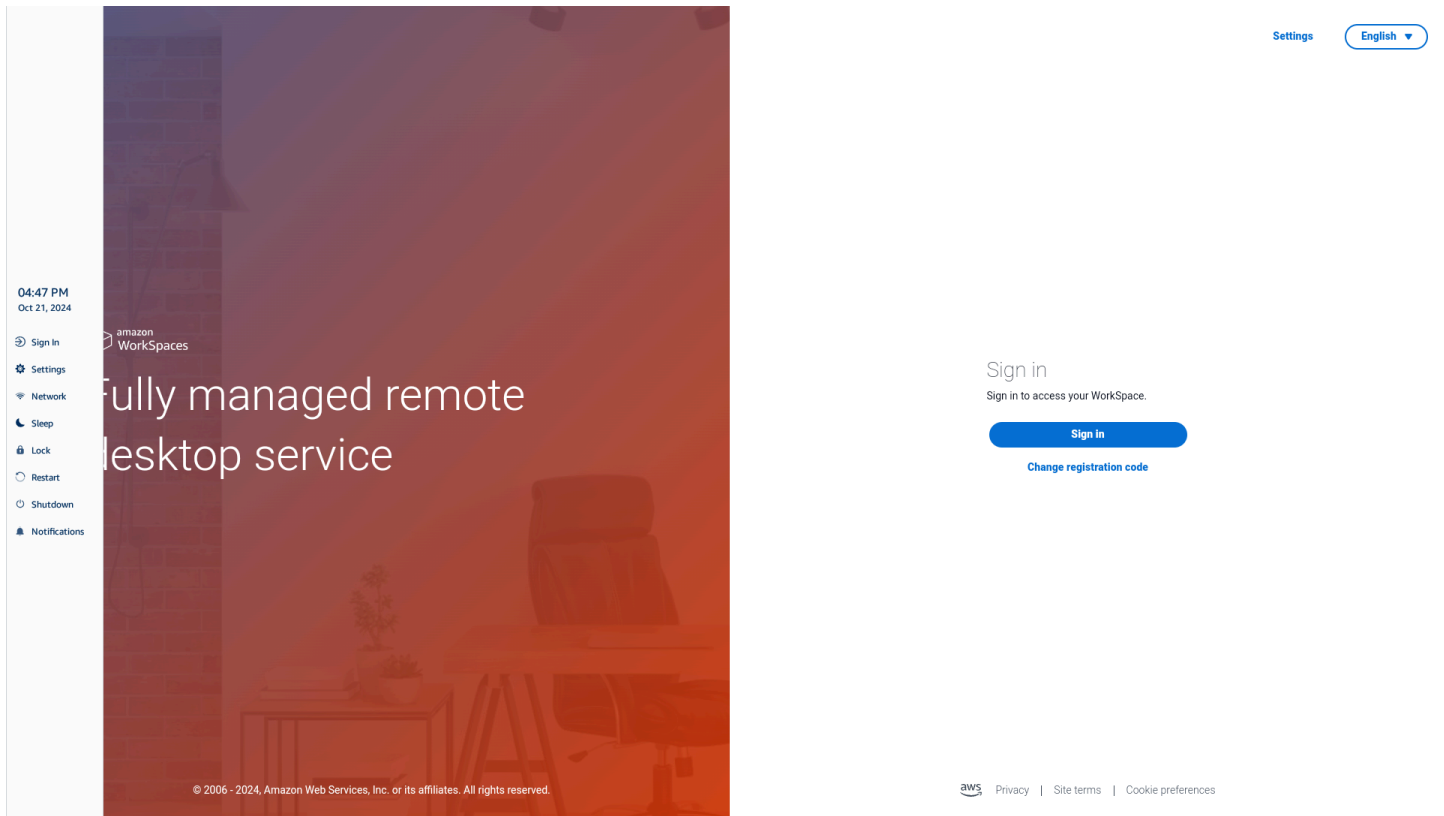 04:47 PM
Oct 21, 2024
Sign In
Settings
Network
Sleep
Lock
Restart
Shutdown
Notifications
amazon
WorkSpaces
Fully managed remote
desktop service
© 2006 - 2024, Amazon Web Services, Inc. or its affiliates. All rights reserved.
Settings
English
Sign in
Sign in to access your WorkSpace.
Sign in
Change registration code
aws Privacy | Site terms | Cookie preferences